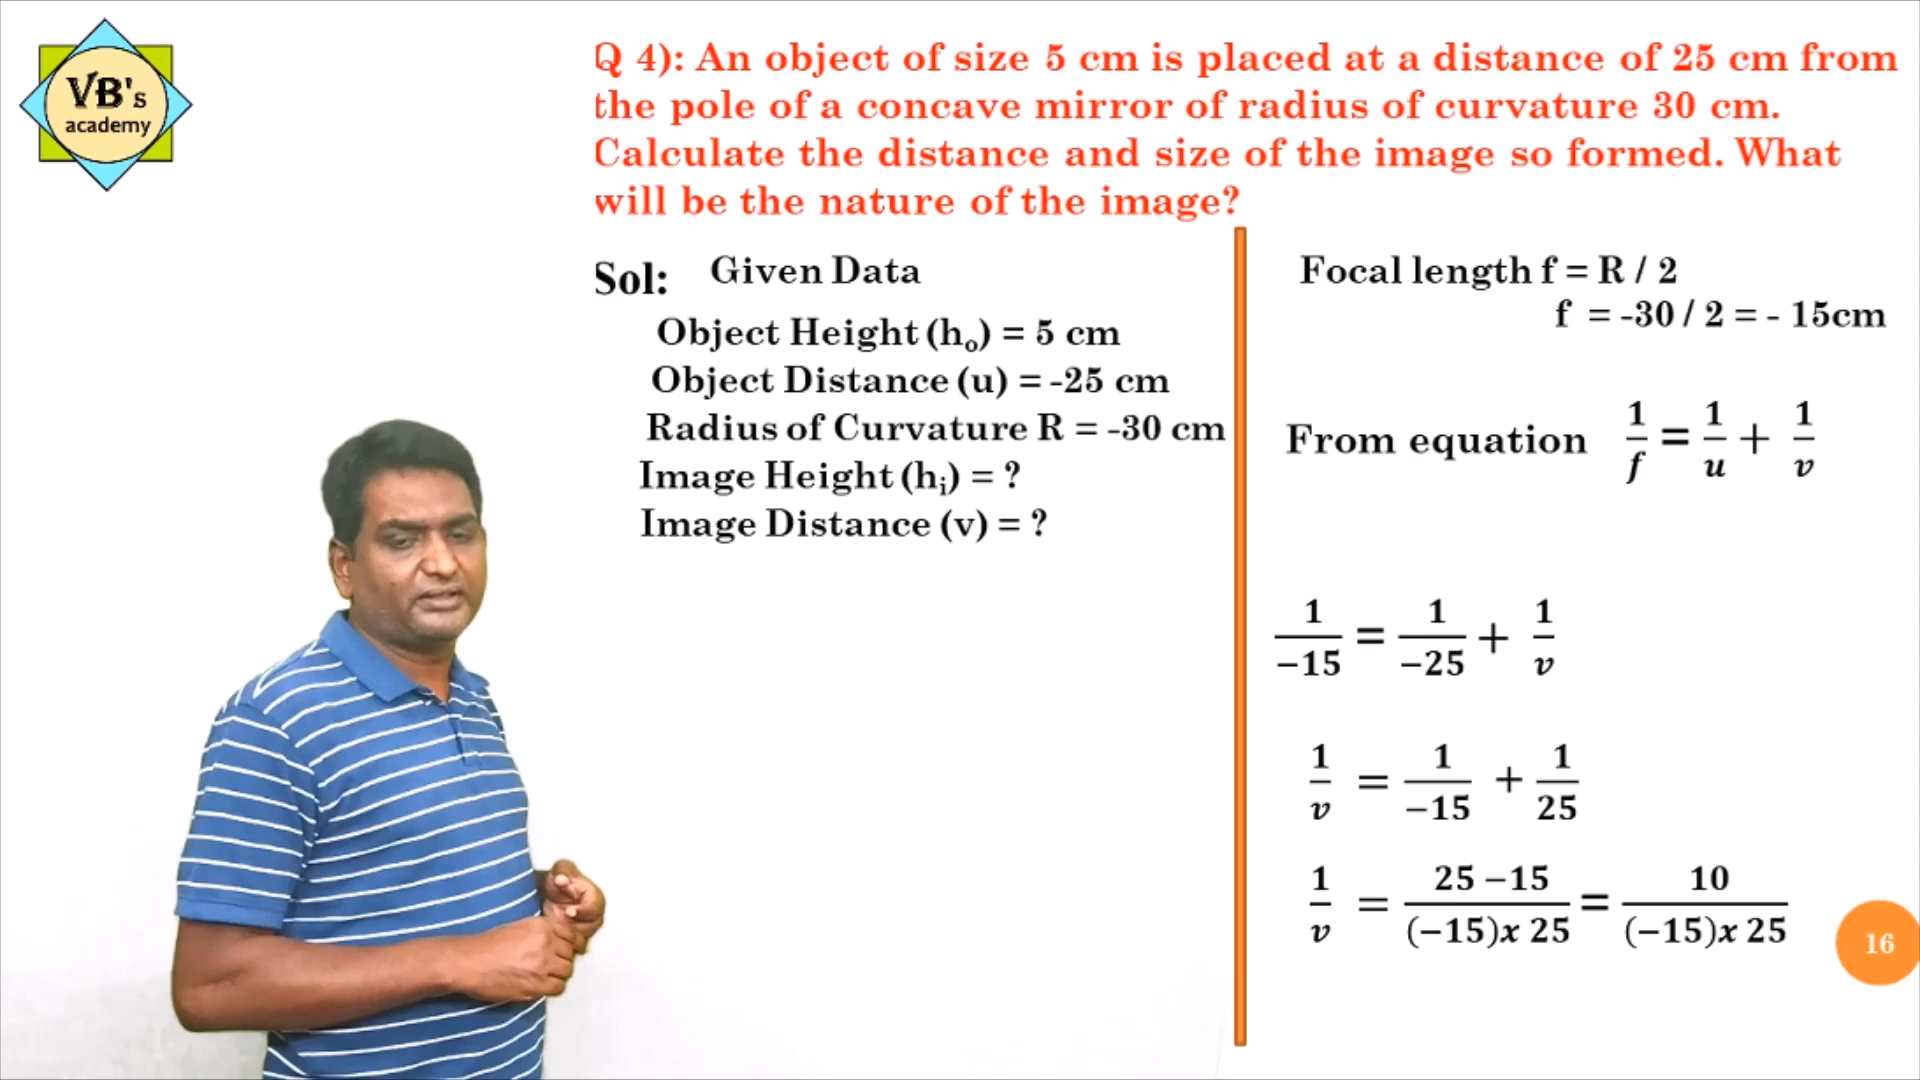 VB's
academy
Q 4): An object of size 5 cm is placed at a distance of 25 cm from
the pole of a concave mirror of radius of curvature 30 cm.
Calculate the distance and size of the image so formed. What
will be the nature of the image?
Sol: Given Data
Object Height (hₒ) = 5 cm
Object Distance (u) = -25 cm
Radius of Curvature R = -30 cm
Image Height (hᵢ) = ?
Image Distance (v) = ?
Focal length f = R / 2
f = -30 / 2 = - 15cm
From equation 1/f = 1/u + 1/v
1/−15 = 1/−25 + 1/v
1/v = 1/−15 + 1/25
1/v = 25 −15/(−15)x 25 = 10/(−15)x 25
16